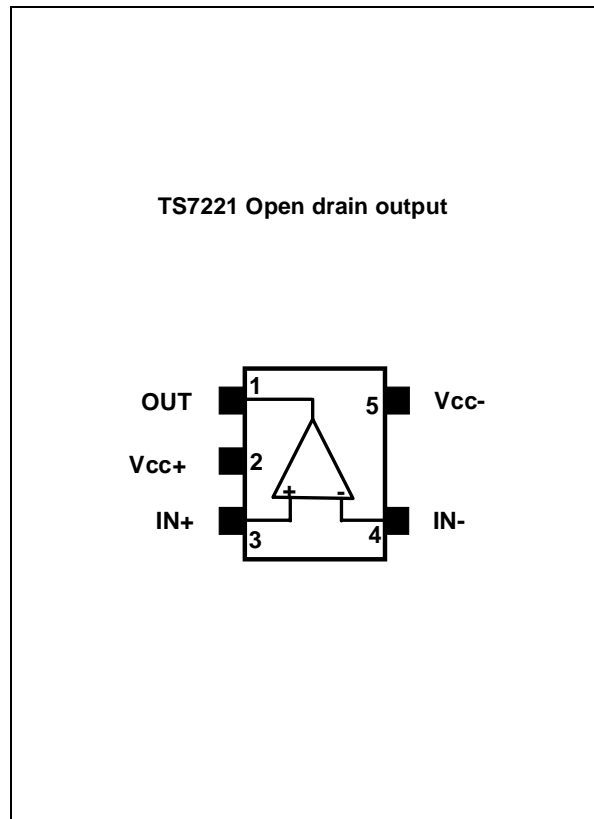 TS7221 Open drain output
OUT 1 5 Vcc-
Vcc+ 2
+ -
IN+ 3 4 IN-